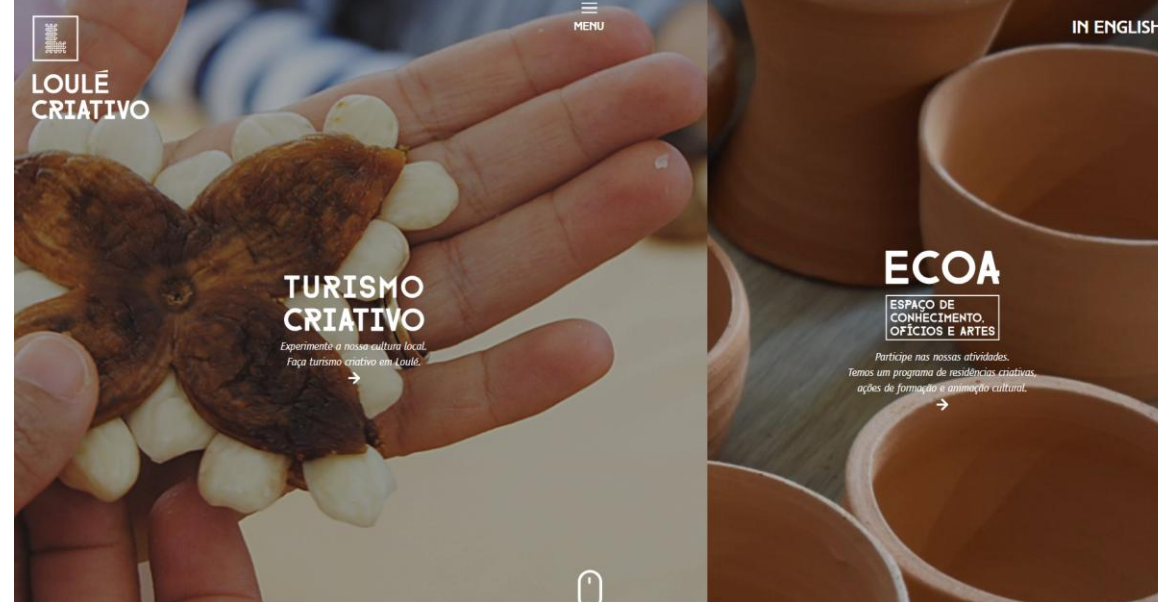 MENU
IN ENGLISH
LOULÉ
CRIATIVO
TURISMO
CRIATIVO
Experimente a nossa cultura local.
Faça turismo criativo em Loulé.
ECOA
ESPAÇO DE
CONHECIMENTO,
OFÍCIOS E ARTES
Participe nas nossas atividades.
Temos um programa de residências criativas,
ações de formação e animação cultural.